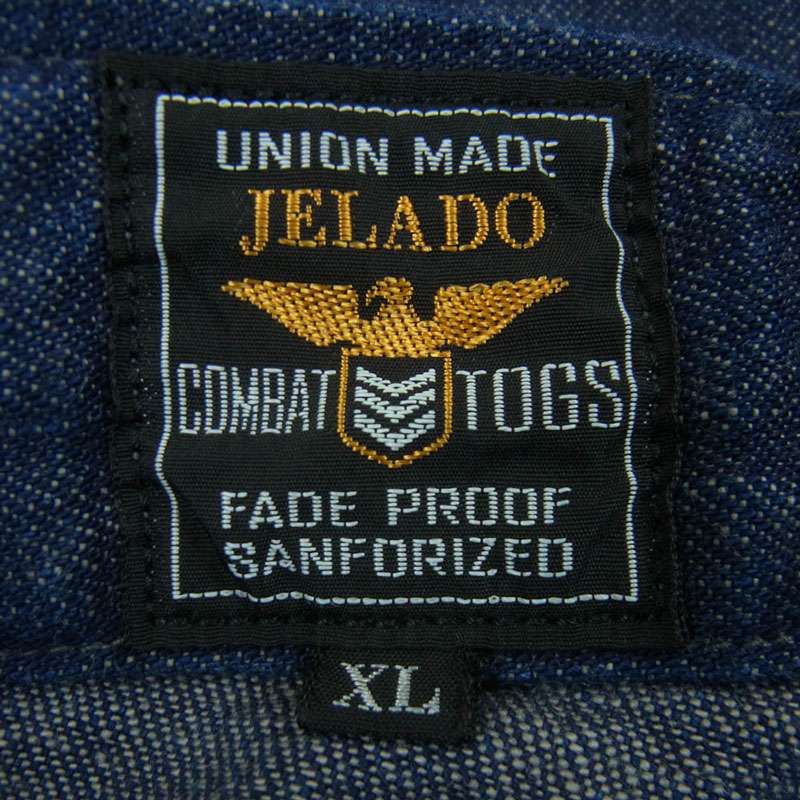 UNION MADE
JELADO
COMBAT TOGS
FADE PROOF
SANFORIZED
XL